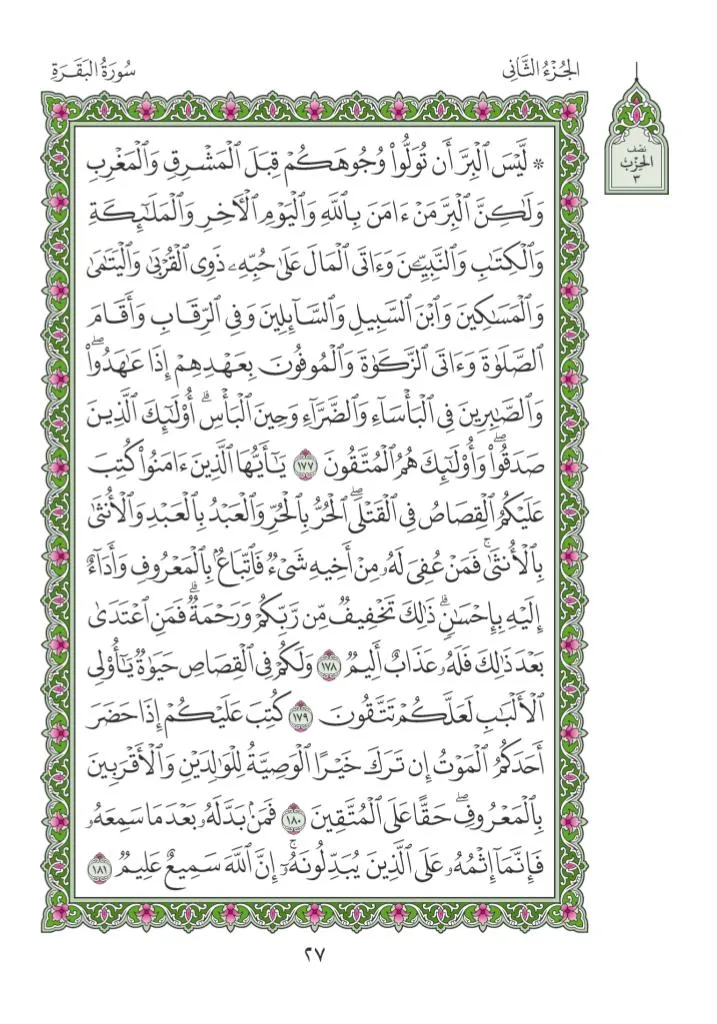 الجُزْءُ الثَّانِي
سُورَةُ البَقَرَةِ
نصف
الحزب
٣
۞ لَّيْسَ ٱلْبِرَّ أَن تُوَلُّوا۟ وُجُوهَكُمْ قِبَلَ ٱلْمَشْرِقِ وَٱلْمَغْرِبِ
وَلَٰكِنَّ ٱلْبِرَّ مَنْ ءَامَنَ بِٱللَّهِ وَٱلْيَوْمِ ٱلْءَاخِرِ وَٱلْمَلَٰٓئِكَةِ
وَٱلْكِتَٰبِ وَٱلنَّبِيِّۦنَ وَءَاتَى ٱلْمَالَ عَلَىٰ حُبِّهِۦ ذَوِى ٱلْقُرْبَىٰ وَٱلْيَتَٰمَىٰ
وَٱلْمَسَٰكِينَ وَٱبْنَ ٱلسَّبِيلِ وَٱلسَّآئِلِينَ وَفِى ٱلرِّقَابِ وَأَقَامَ
ٱلصَّلَوٰةَ وَءَاتَى ٱلزَّكَوٰةَ وَٱلْمُوفُونَ بِعَهْدِهِمْ إِذَا عَٰهَدُوا۟ۖ
وَٱلصَّٰبِرِينَ فِى ٱلْبَأْسَآءِ وَٱلضَّرَّآءِ وَحِينَ ٱلْبَأْسِۗ أُو۟لَٰٓئِكَ ٱلَّذِينَ
صَدَقُوا۟ۖ وَأُو۟لَٰٓئِكَ هُمُ ٱلْمُتَّقُونَ ١٧٧ يَٰٓأَيُّهَا ٱلَّذِينَ ءَامَنُوا۟ كُتِبَ
عَلَيْكُمُ ٱلْقِصَاصُ فِى ٱلْقَتْلَىۖ ٱلْحُرُّ بِٱلْحُرِّ وَٱلْعَبْدُ بِٱلْعَبْدِ وَٱلْأُنثَىٰ
بِٱلْأُنثَىٰۚ فَمَنْ عُفِىَ لَهُۥ مِنْ أَخِيهِ شَىْءٌ فَٱتِّبَاعٌۢ بِٱلْمَعْرُوفِ وَأَدَآءٌ
إِلَيْهِ بِإِحْسَٰنٍۗ ذَٰلِكَ تَخْفِيفٌ مِّن رَّبِّكُمْ وَرَحْمَةٌۗ فَمَنِ ٱعْتَدَىٰ
بَعْدَ ذَٰلِكَ فَلَهُۥ عَذَابٌ أَلِيمٌ ١٧٨ وَلَكُمْ فِى ٱلْقِصَاصِ حَيَوٰةٌ يَٰٓأُو۟لِى
ٱلْأَلْبَٰبِ لَعَلَّكُمْ تَتَّقُونَ ١٧٩ كُتِبَ عَلَيْكُمْ إِذَا حَضَرَ
أَحَدَكُمُ ٱلْمَوْتُ إِن تَرَكَ خَيْرًا ٱلْوَصِيَّةُ لِلْوَٰلِدَيْنِ وَٱلْأَقْرَبِينَ
بِٱلْمَعْرُوفِۖ حَقًّا عَلَى ٱلْمُتَّقِينَ ١٨٠ فَمَنۢ بَدَّلَهُۥ بَعْدَ مَا سَمِعَهُۥ
فَإِنَّمَآ إِثْمُهُۥ عَلَى ٱلَّذِينَ يُبَدِّلُونَهُۥٓۚ إِنَّ ٱللَّهَ سَمِيعٌ عَلِيمٌ ١٨١
٢٧